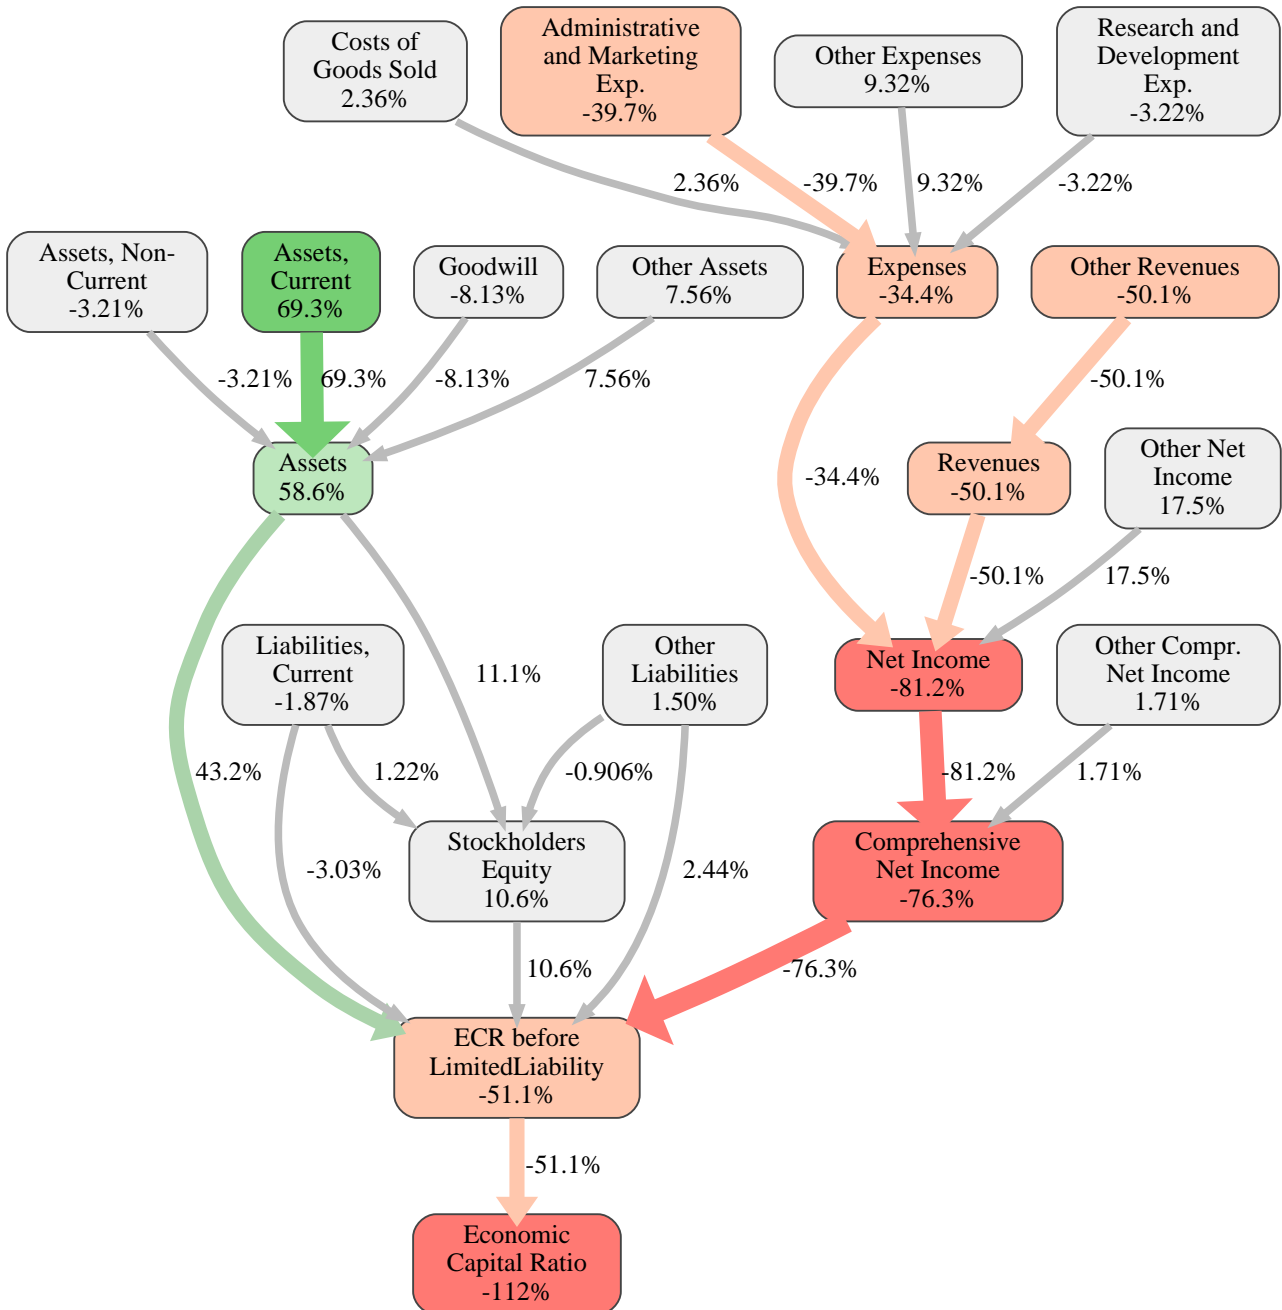 Costs of
Goods Sold
2.36%
Administrative
and Marketing
Exp.
-39.7%
Other Expenses
9.32%
Research and
Development
Exp.
-3.22%
2.36%
-39.7%
9.32%
-3.22%
Assets, Non-
Current
-3.21%
Assets,
Current
69.3%
Goodwill
-8.13%
Other Assets
7.56%
Expenses
-34.4%
Other Revenues
-50.1%
-3.21%
69.3%
-8.13%
7.56%
-50.1%
Assets
58.6%
-34.4%
Revenues
-50.1%
Other Net
Income
17.5%
-50.1%
17.5%
Liabilities,
Current
-1.87%
11.1%
Other
Liabilities
1.50%
Net Income
-81.2%
Other Compr.
Net Income
1.71%
43.2%
1.22%
-0.906%
-81.2%
1.71%
-3.03%
Stockholders
Equity
10.6%
2.44%
Comprehensive
Net Income
-76.3%
10.6%
-76.3%
ECR before
LimitedLiability
-51.1%
-51.1%
Economic
Capital Ratio
-112%